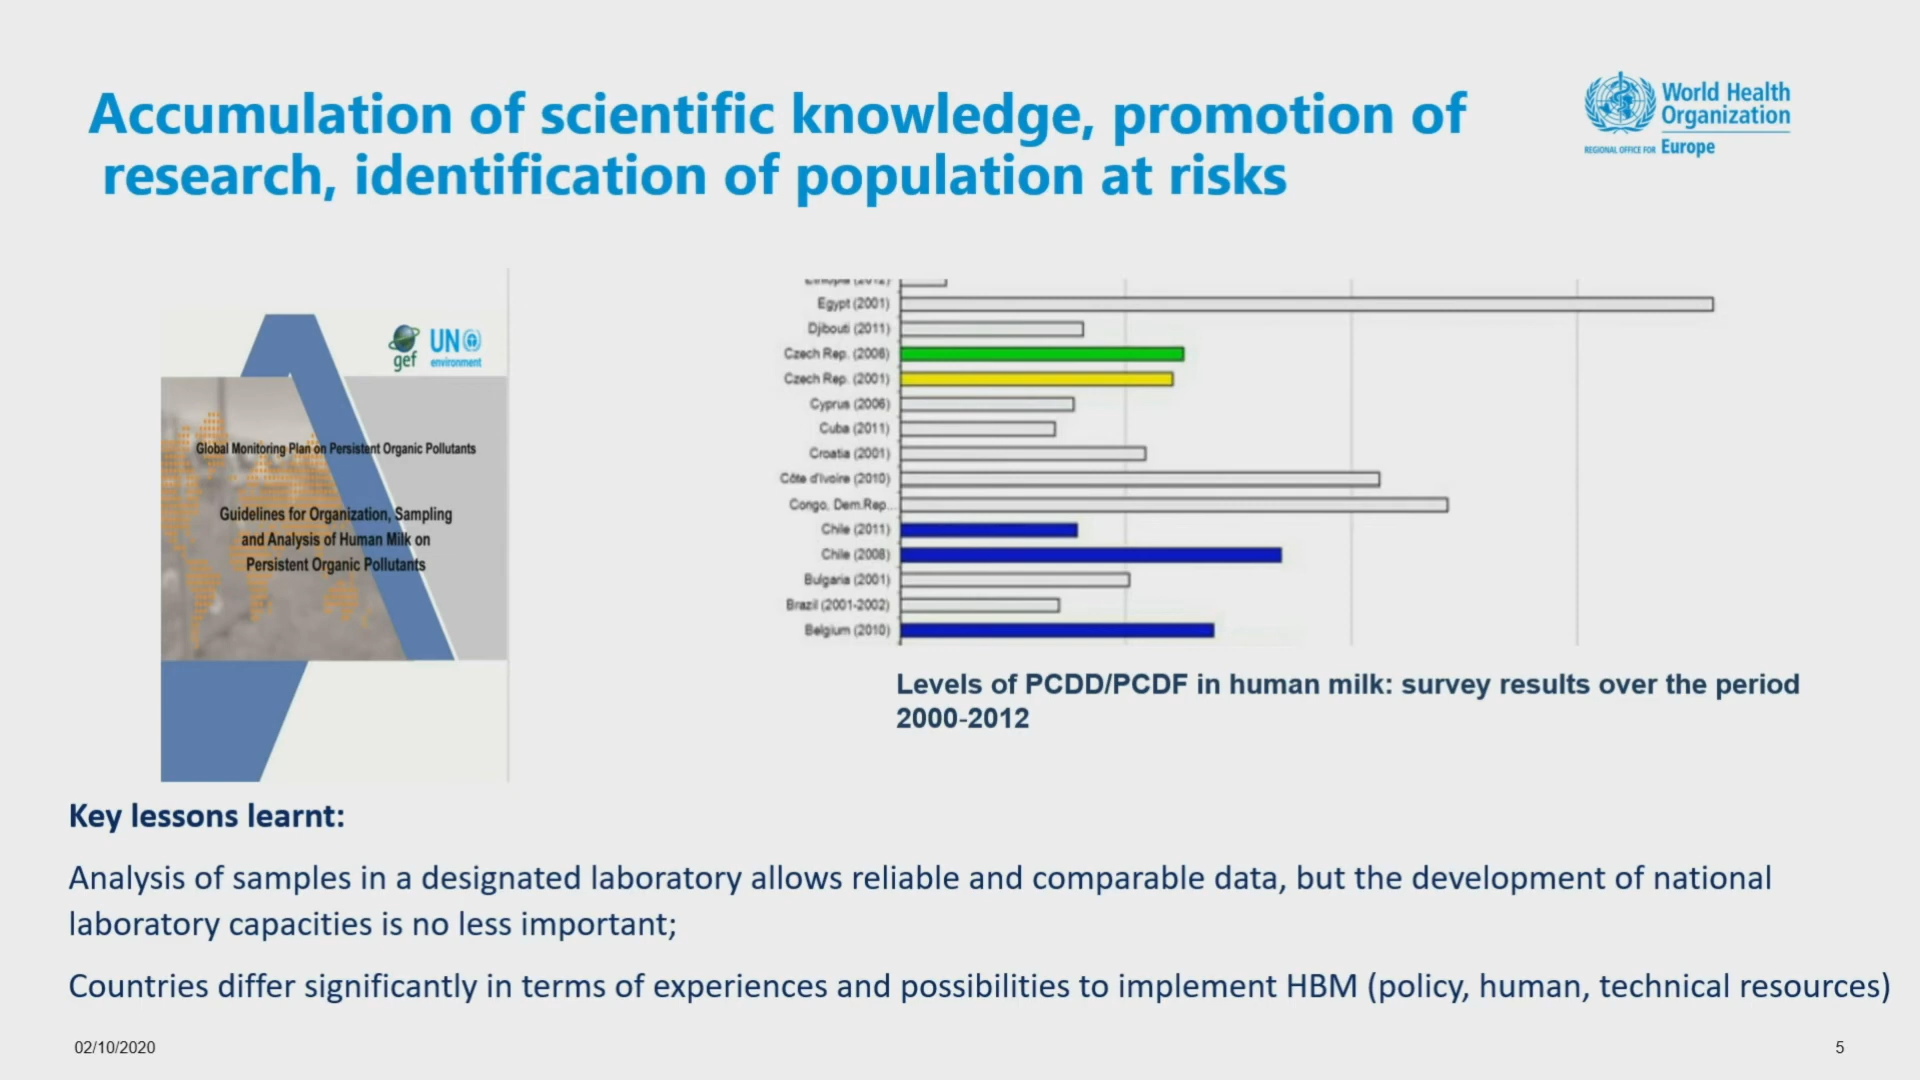 Accumulation of scientific knowledge, promotion of
research, identification of population at risks
World Health
Organization
REGIONAL OFFICE FOR Europe
gef
UN
environment
Global Monitoring Plan on Persistent Organic Pollutants
Guidelines for Organization, Sampling
and Analysis of Human Milk on
Persistent Organic Pollutants
Egypt (2001)
Djibouti (2011)
Czech Rep. (2006)
Czech Rep. (2001)
Cyprus (2006)
Cuba (2011)
Croatia (2001)
Côte d'Ivoire (2010)
Congo, Dem.Rep...
Chile (2011)
Chile (2008)
Bulgaria (2001)
Brazil (2001-2002)
Belgium (2010)
Levels of PCDD/PCDF in human milk: survey results over the period
2000-2012
Key lessons learnt:
Analysis of samples in a designated laboratory allows reliable and comparable data, but the development of national
laboratory capacities is no less important;
Countries differ significantly in terms of experiences and possibilities to implement HBM (policy, human, technical resources)
02/10/2020
5